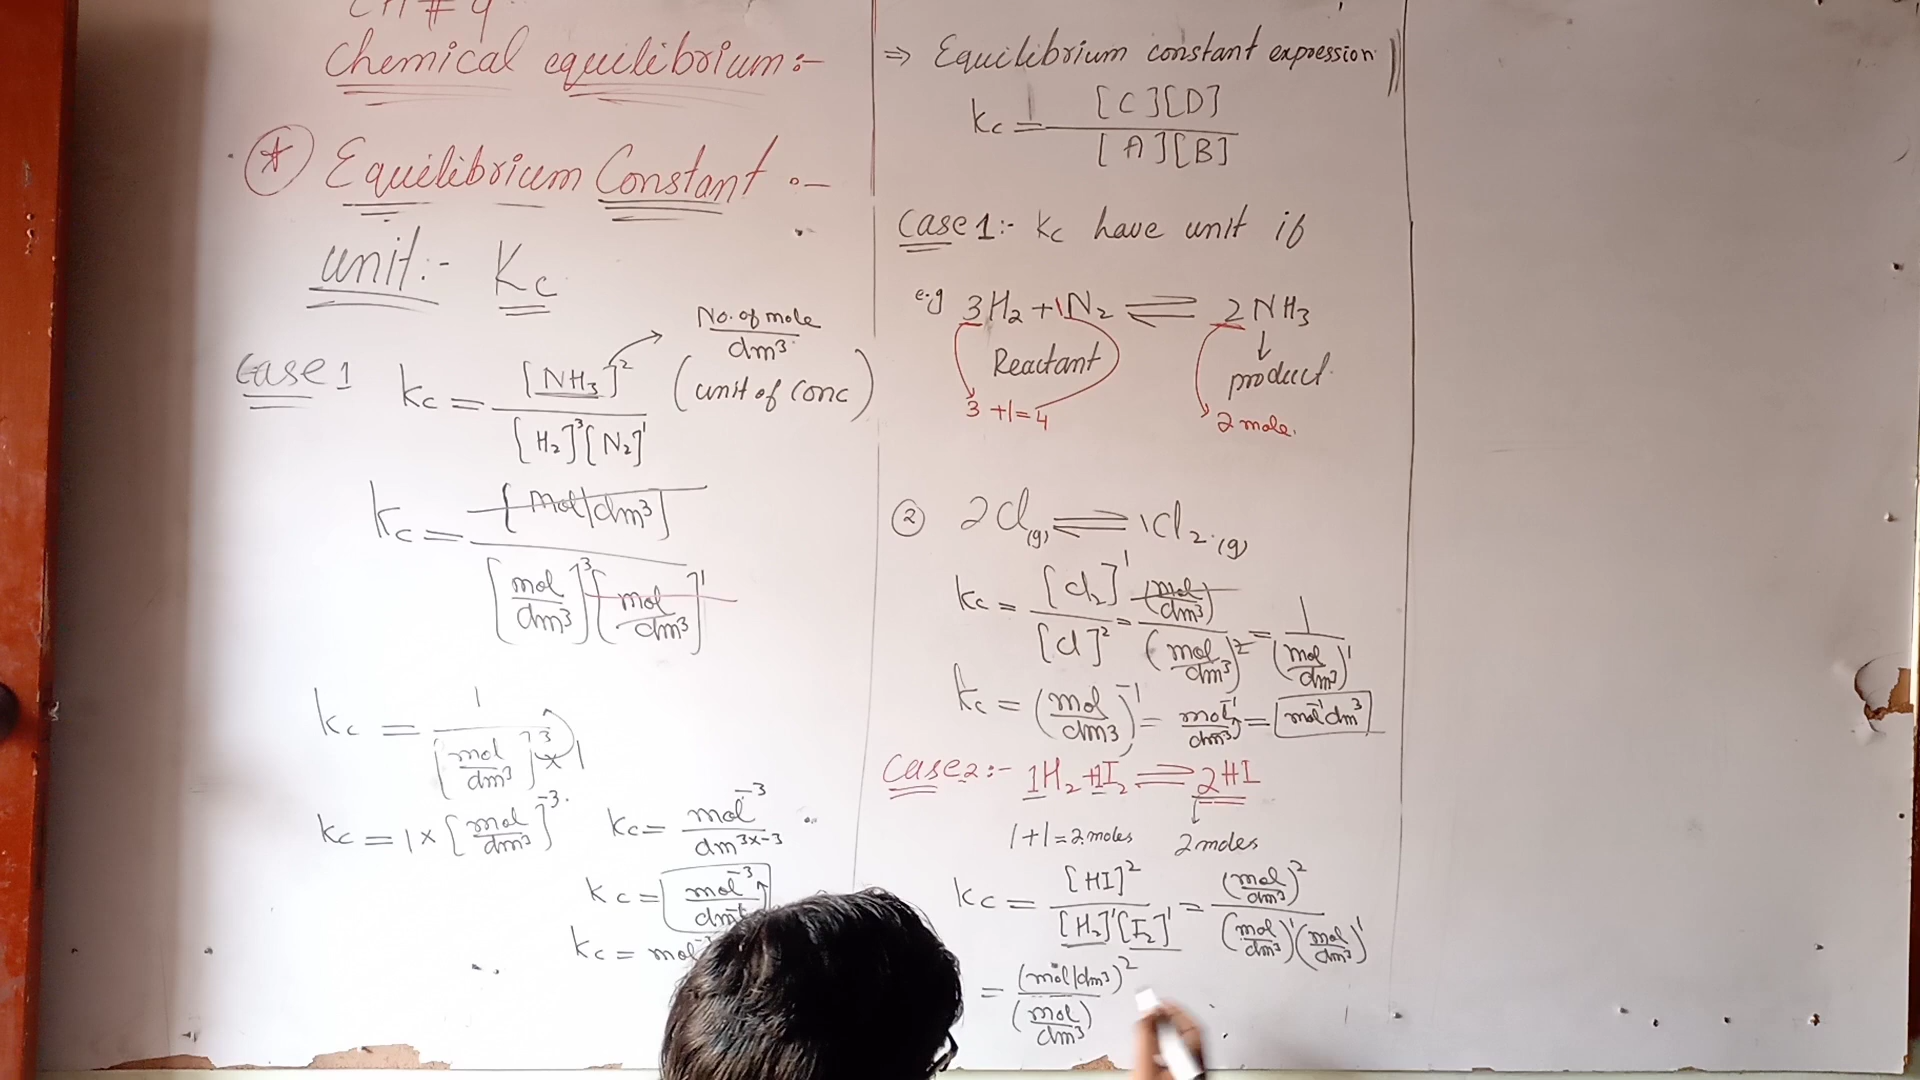 CH # 9
Chemical equilibrium :-
* Equilibrium Constant :-
unit :- Kc
No. of mole
dm³
(unit of conc)
Case 1 Kc = [NH₃]²
[H₂]³[N₂]¹
Kc = [mol/dm³]
[mol/dm³]³[mol/dm³]¹
Kc = 1
[mol/dm³]³ˣ¹
Kc = 1 × [mol/dm³]⁻³
Kc = mol⁻³
dm³ˣ⁻³
Kc = mol⁻³
Kc = mol⁻³
⇒ Equilibrium constant expression
Kc = [C][D]
[A][B]
Case 1 :- Kc have unit if
e.g 3H₂ + 1N₂ ⇌ 2NH₃
Reactant
product
3 + 1 = 4
2 mole.
② 2Cl(g) ⇌ 1Cl₂(g)
Kc = [Cl₂]¹ / [Cl]² = (mol/dm³) / (mol/dm³)² = 1 / (mol/dm³)¹
Kc = (mol/dm³)⁻¹ = mol⁻¹/dm³ = mol⁻¹dm³
Case 2 :- 1H₂ + 1I₂ ⇌ 2HI
1+1 = 2 moles 2 moles
Kc = [HI]² / [H₂]¹[I₂]¹ = (mol/dm³)² / (mol/dm³)¹(mol/dm³)¹
= (mol/dm³)²
(mol/dm³)